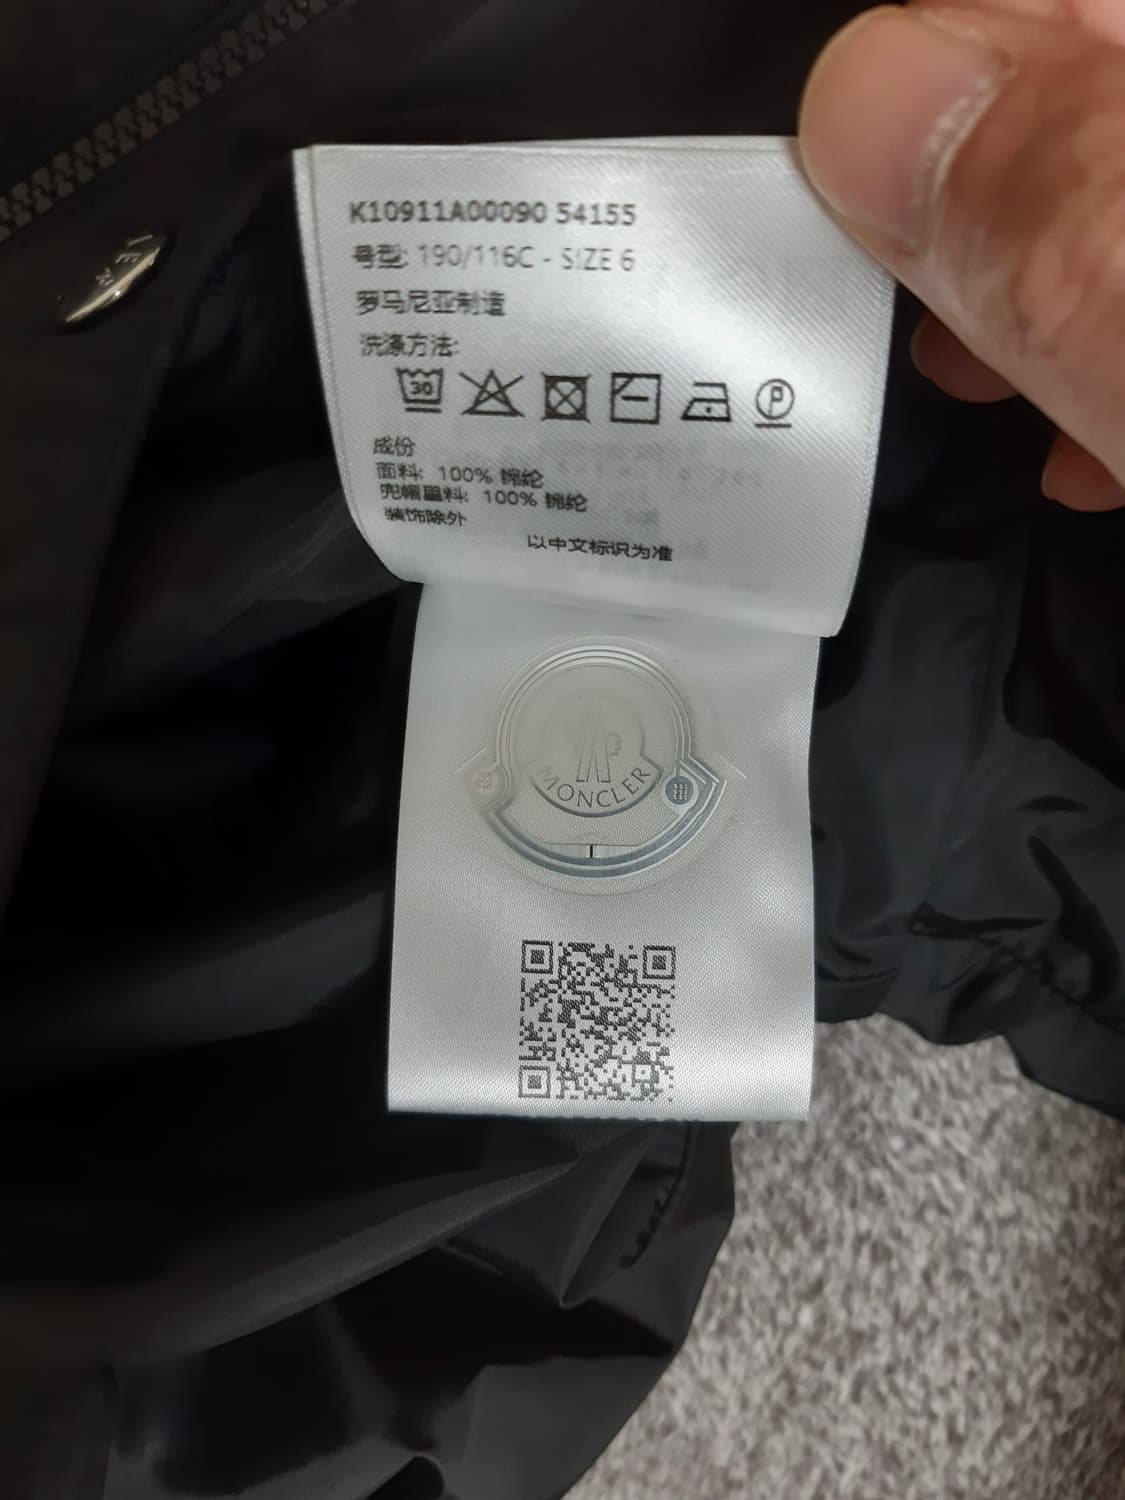 K10911A00090 54155
号型: 190/116C - SIZE 6
罗马尼亚制造
洗涤方法:
30
P
成份
面料: 100% 锦纶
兜帽里料: 100% 锦纶
装饰除外
以中文标识为准
MONCLER